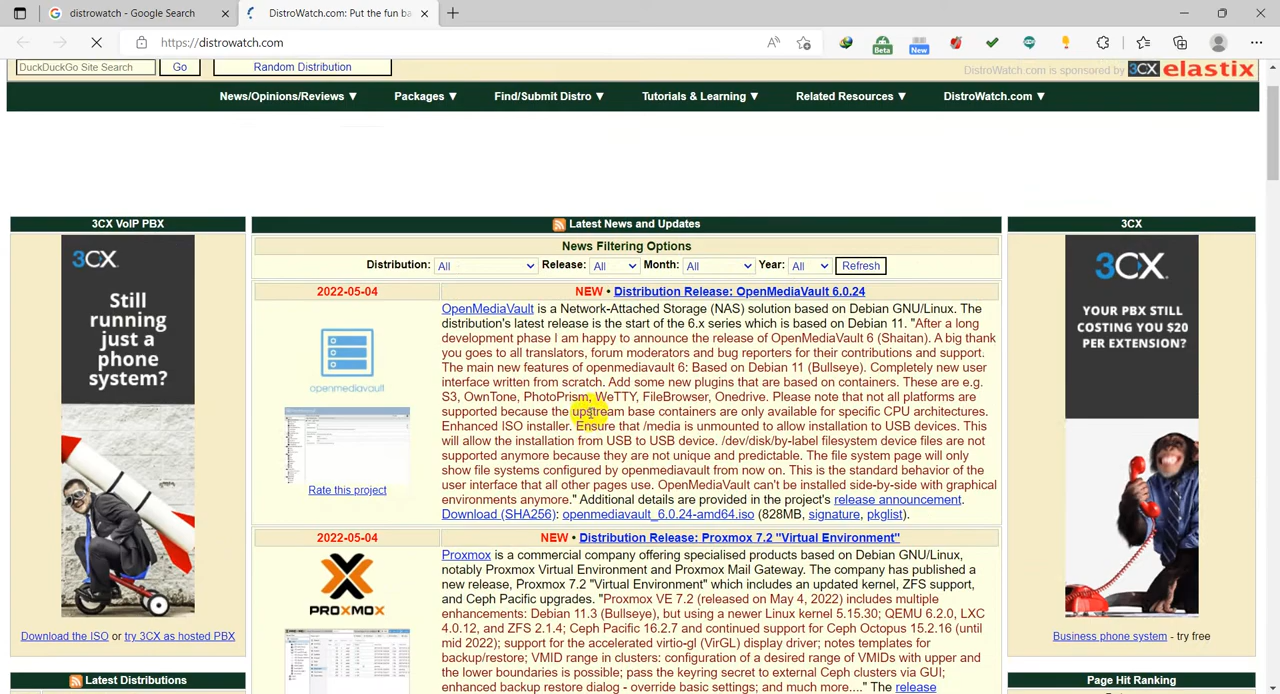 distrowatch - Google Search
DistroWatch.com: Put the fun ba
https://distrowatch.com
Beta
New
DuckDuckGo Site Search
Go
Random Distribution
DistroWatch.com is sponsored by 3CX elastix
News/Opinions/Reviews ▼ Packages ▼ Find/Submit Distro ▼ Tutorials & Learning ▼ Related Resources ▼ DistroWatch.com ▼
3CX VoIP PBX
3CX
Still
running
just a
phone
system?
Download the ISO or try 3CX as hosted PBX
Latest Distributions
Latest News and Updates
News Filtering Options
Distribution: All Release: All Month: All Year: All Refresh
2022-05-04
NEW • Distribution Release: OpenMediaVault 6.0.24
openmediavault
Rate this project
OpenMediaVault is a Network-Attached Storage (NAS) solution based on Debian GNU/Linux. The
distribution's latest release is the start of the 6.x series which is based on Debian 11. "After a long
development phase I am happy to announce the release of OpenMediaVault 6 (Shaitan). A big thank
you goes to all translators, forum moderators and bug reporters for their contributions and support.
The main new features of openmediavault 6: Based on Debian 11 (Bullseye). Completely new user
interface written from scratch. Add some new plugins that are based on containers. These are e.g.
S3, OwnTone, PhotoPrism, WeTTY, FileBrowser, Onedrive. Please note that not all platforms are
supported because the upstream base containers are only available for specific CPU architectures.
Enhanced ISO installer. Ensure that /media is unmounted to allow installation to USB devices. This
will allow the installation from USB to USB device. /dev/disk/by-label filesystem device files are not
supported anymore because they are not unique and predictable. The file system page will only
show file systems configured by openmediavault from now on. This is the standard behavior of the
user interface that all other pages use. OpenMediaVault can't be installed side-by-side with graphical
environments anymore." Additional details are provided in the project's release announcement.
Download (SHA256): openmediavault_6.0.24-amd64.iso (828MB, signature, pkglist).
2022-05-04
NEW • Distribution Release: Proxmox 7.2 "Virtual Environment"
PROXMOX
Proxmox is a commercial company offering specialised products based on Debian GNU/Linux,
notably Proxmox Virtual Environment and Proxmox Mail Gateway. The company has published a
new release, Proxmox 7.2 "Virtual Environment" which includes an updated kernel, ZFS support,
and Ceph Pacific upgrades. "Proxmox VE 7.2 (released on May 4, 2022) includes multiple
enhancements: Debian 11.3 (Bullseye), but using a newer Linux kernel 5.15.30; QEMU 6.2.0, LXC
4.0.12, and ZFS 2.1.4; Ceph Pacific 16.2.7 and continued support for Ceph Octopus 15.2.16 (until
mid 2022); support for the accelerated virtio-gl (VirGL) display driver; notes templates for
backup/restore; VMID range in clusters: configuration of a desired range of VMIDs with upper and
the lower boundaries is possible; pass the keyring secret to external Ceph clusters via GUI;
enhanced backup restore dialog - override basic settings; and much more...." The release
3CX
3CX
YOUR PBX STILL
COSTING YOU $20
PER EXTENSION?
Business phone system - try free
Page Hit Ranking